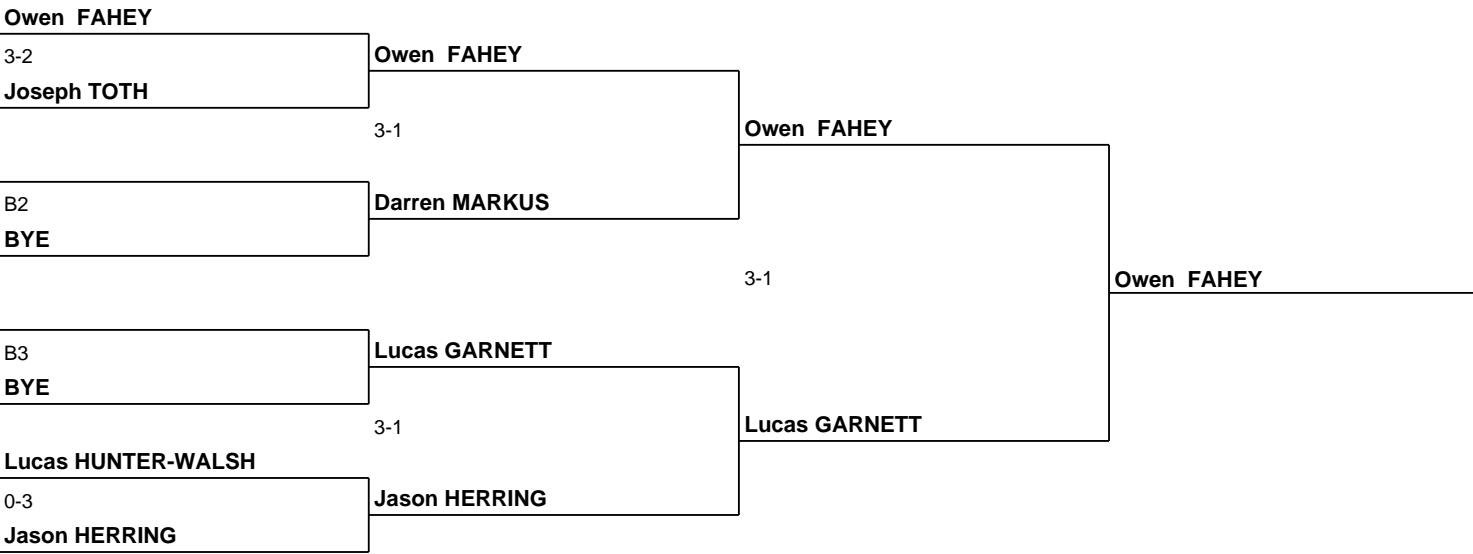 Owen  FAHEY
3-2
Owen  FAHEY
Joseph TOTH
3-1
Owen  FAHEY
B2
Darren MARKUS
BYE
3-1
Owen  FAHEY
B3
Lucas GARNETT
BYE
3-1
Lucas GARNETT
Lucas HUNTER-WALSH
0-3
Jason HERRING
Jason HERRING